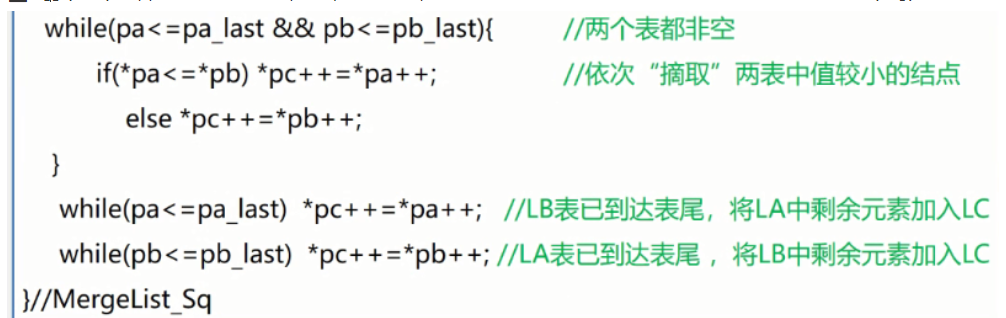 while(pa<=pa_last && pb<=pb_last){ //两个表都非空
if(*pa<=*pb) *pc++=*pa++; //依次“摘取”两表中值较小的结点
else *pc++=*pb++;
}
while(pa<=pa_last) *pc++=*pa++; //LB表已到达表尾，将LA中剩余元素加入LC
while(pb<=pb_last) *pc++=*pb++; //LA表已到达表尾，将LB中剩余元素加入LC
}//MergeList_Sq